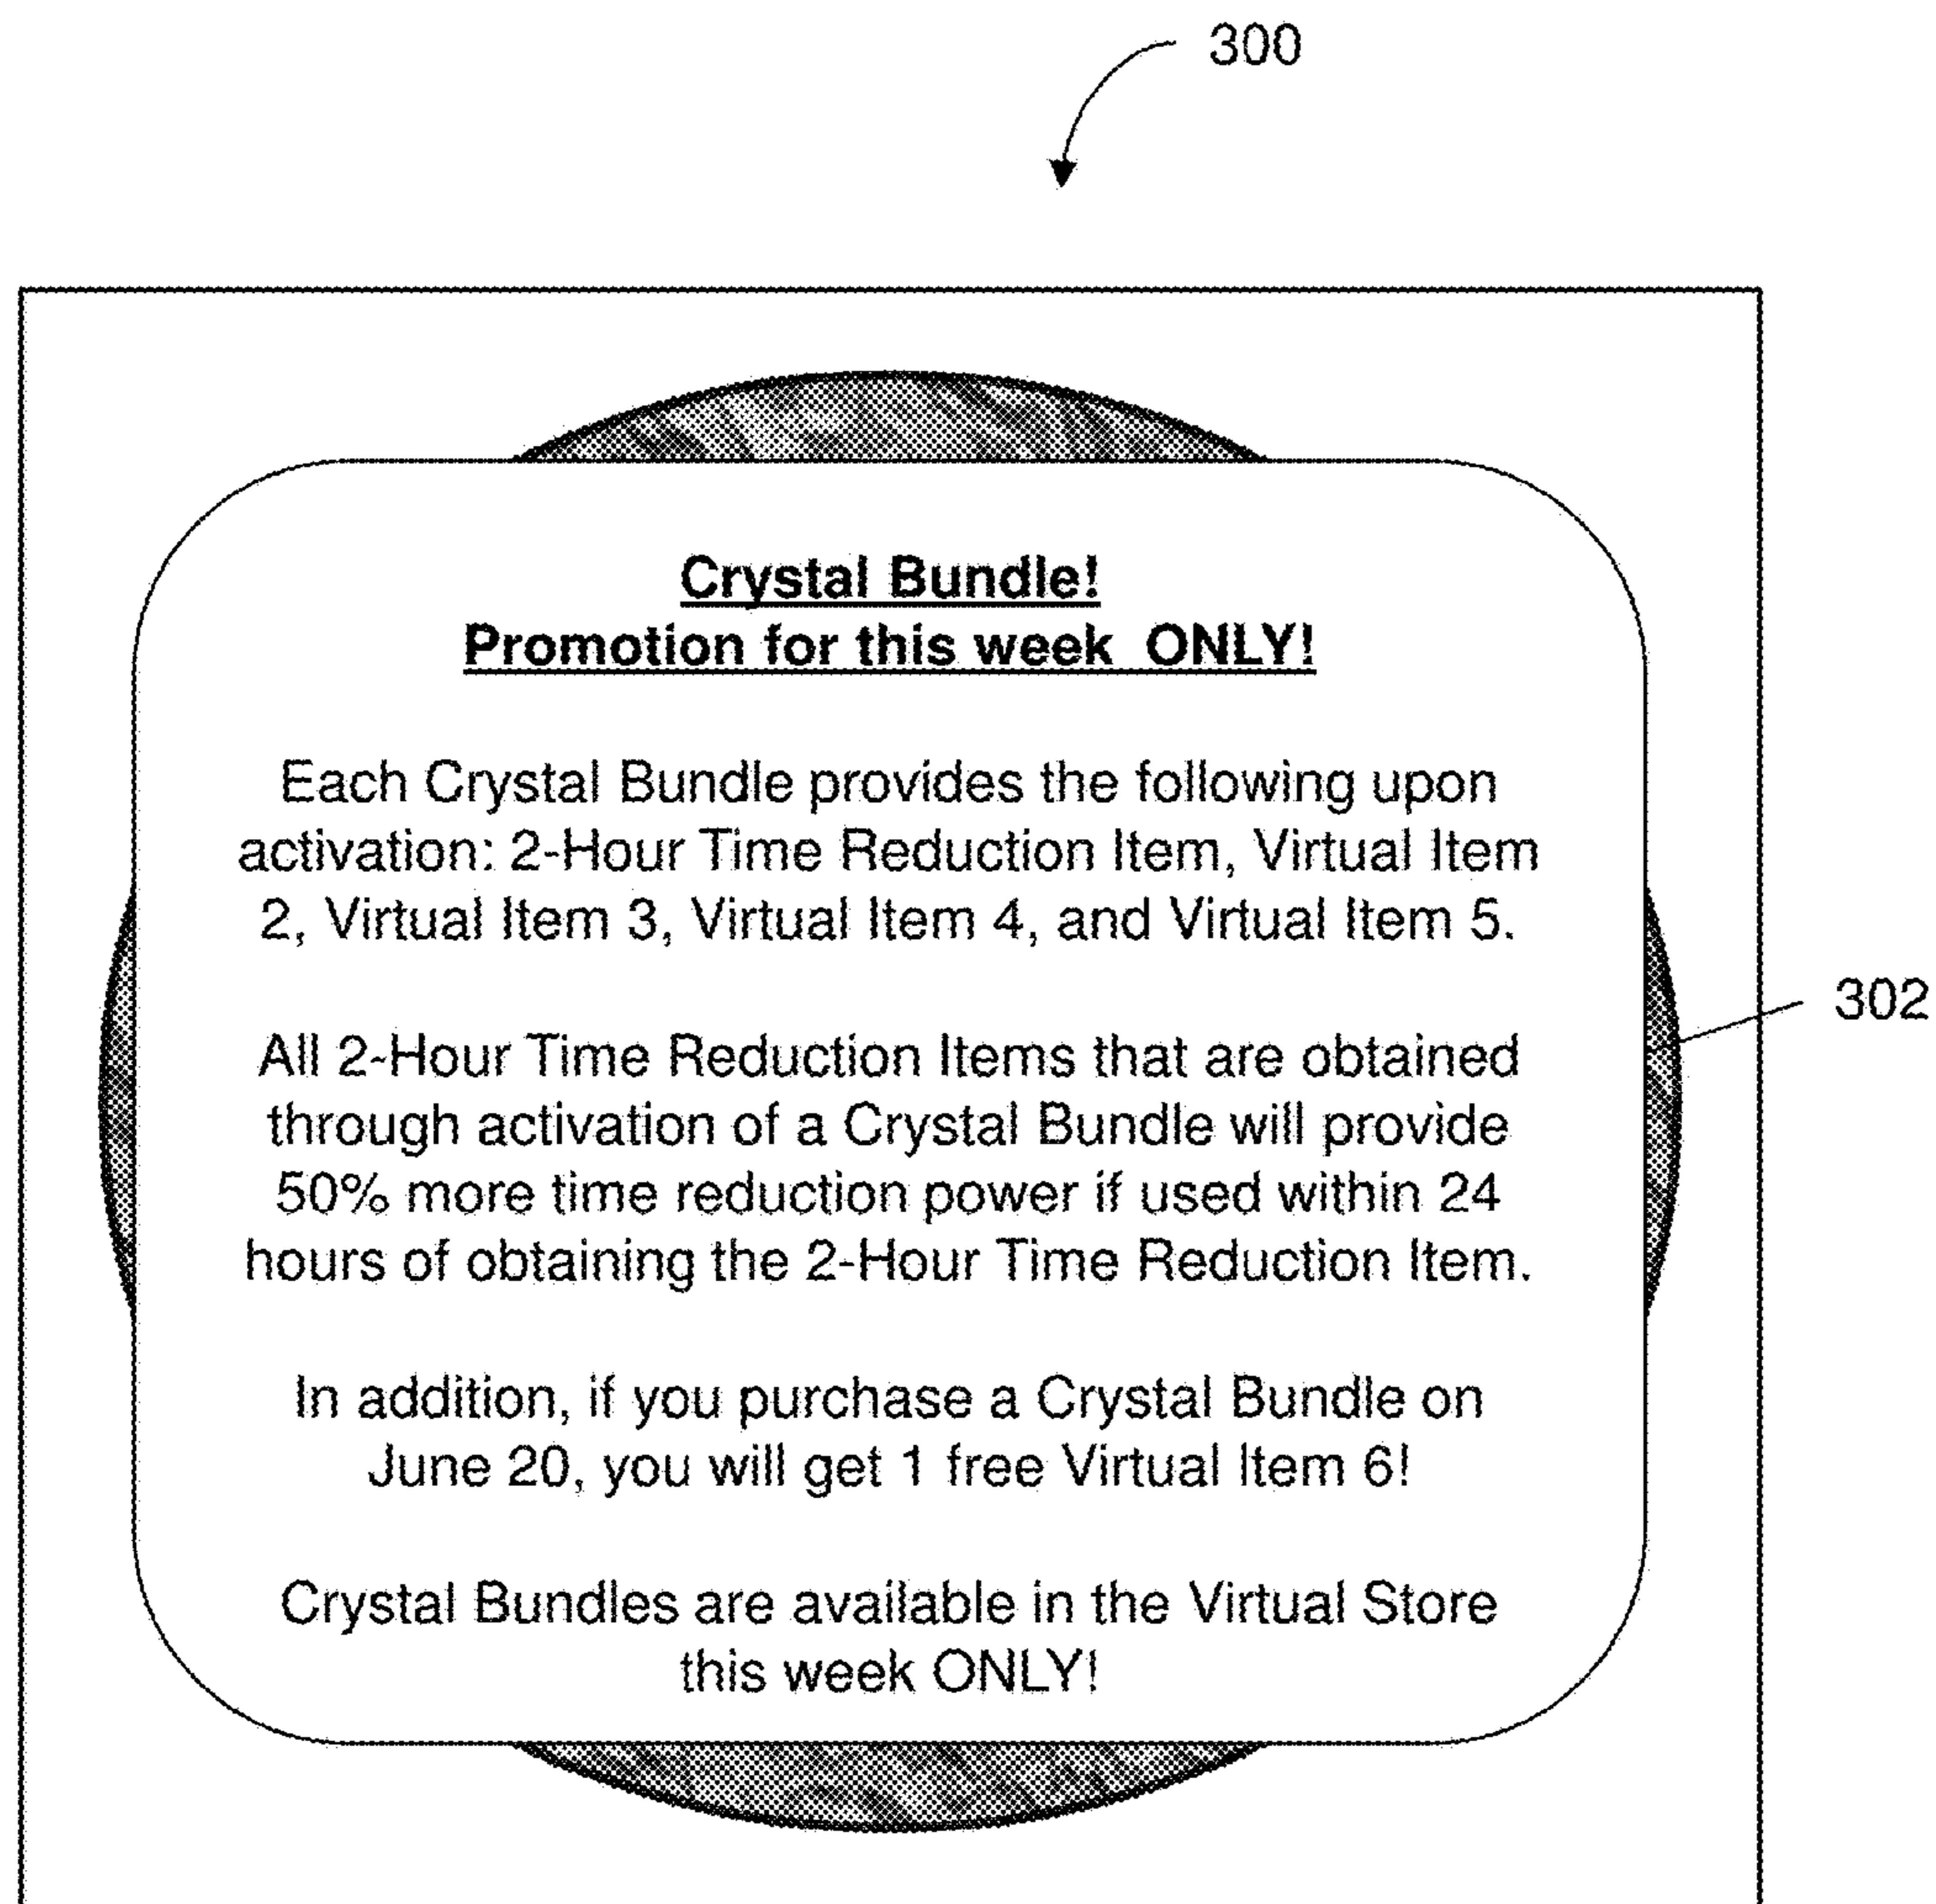 300
Crystal Bundle!
Promotion for this week ONLY!
Each Crystal Bundle provides the following upon
activation: 2-Hour Time Reduction Item, Virtual Item
2, Virtual Item 3, Virtual Item 4, and Virtual Item 5.
302
All 2-Hour Time Reduction Items that are obtained
through activation of a Crystal Bundle will provide
50% more time reduction power if used within 24
hours of obtaining the 2-Hour Time Reduction Item.
In addition, if you purchase a Crystal Bundle on
June 20, you will get 1 free Virtual Item 6!
Crystal Bundles are available in the Virtual Store
this week ONLY!